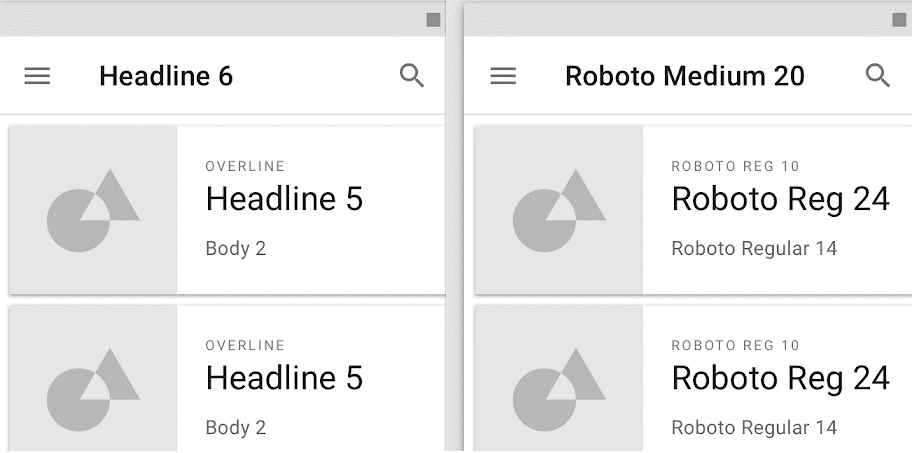 Headline 6
OVERLINE
Headline 5
Body 2
OVERLINE
Headline 5
Body 2
Roboto Medium 20
ROBOTO REG 10
Roboto Reg 24
Roboto Regular 14
ROBOTO REG 10
Roboto Reg 24
Roboto Regular 14